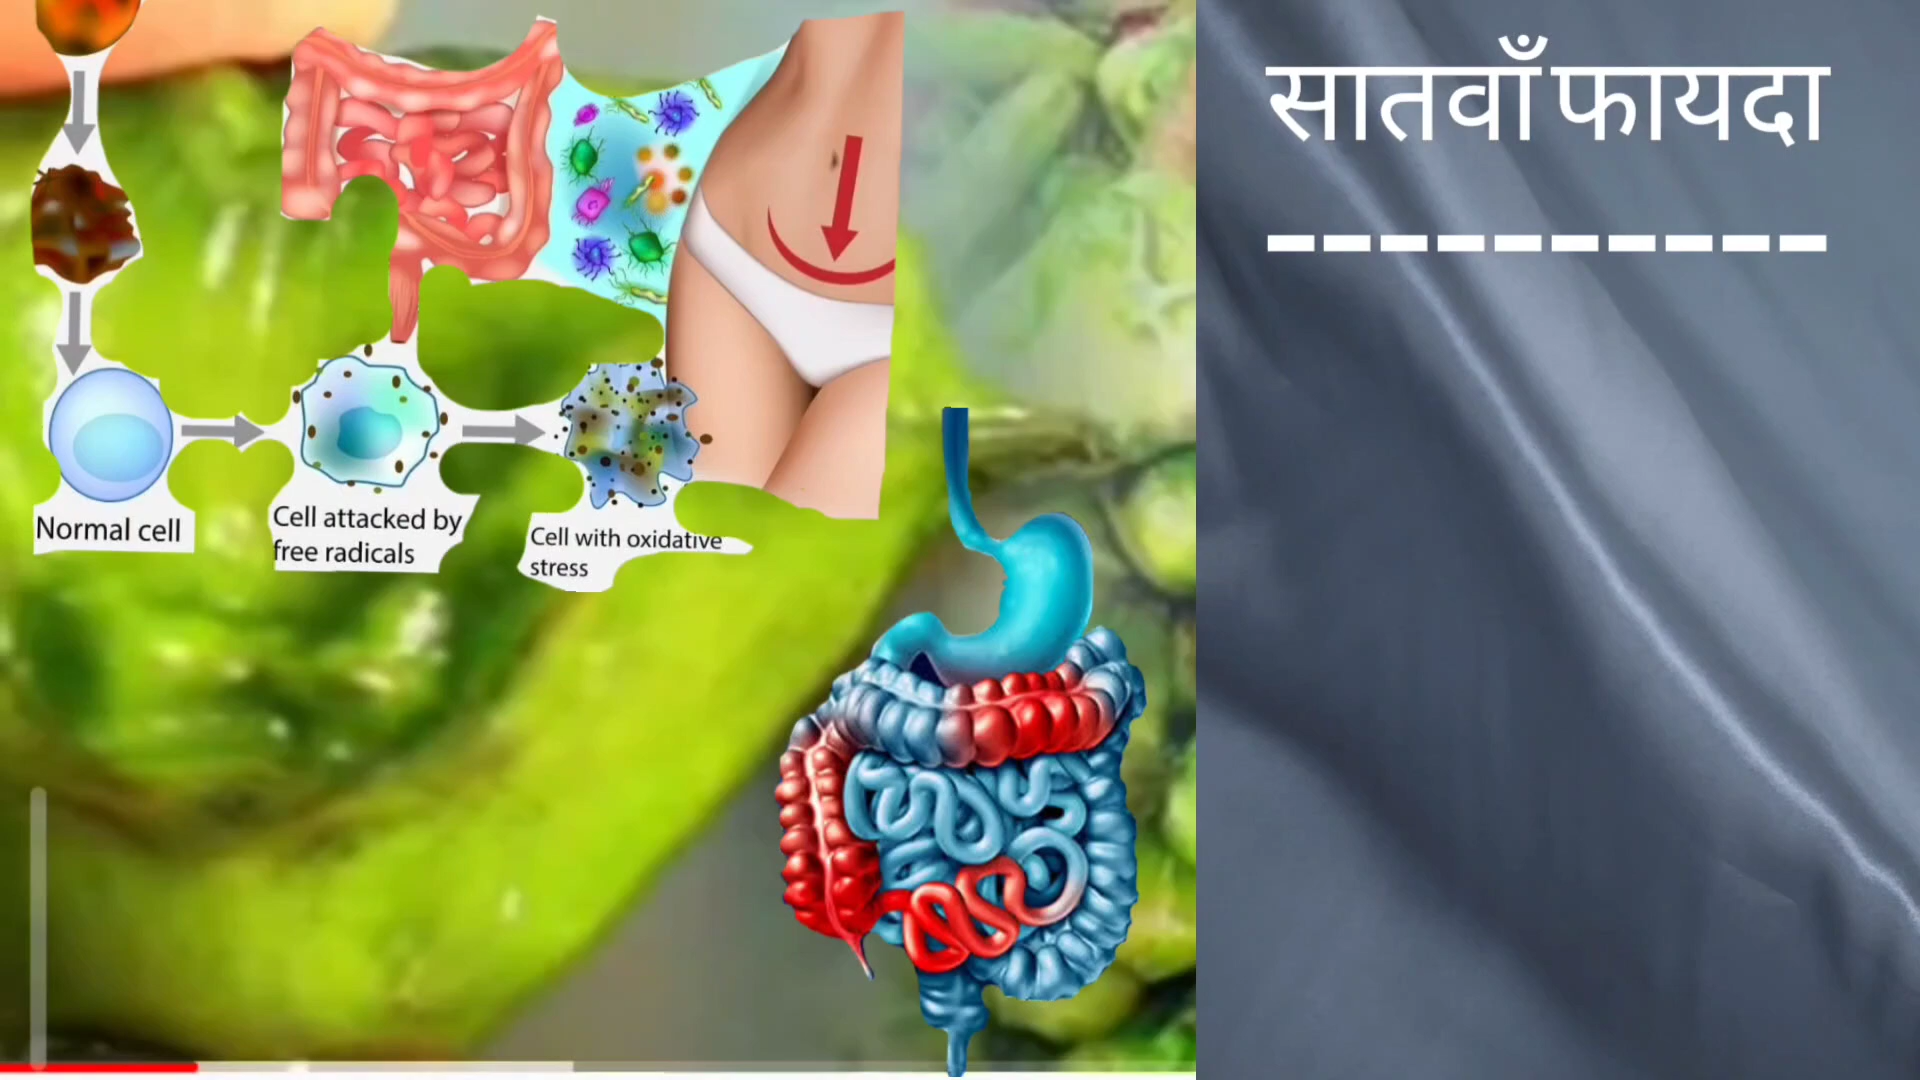 सातवाँ फायदा
-----------
Normal cell
Cell attacked by
free radicals
Cell with oxidative
stress